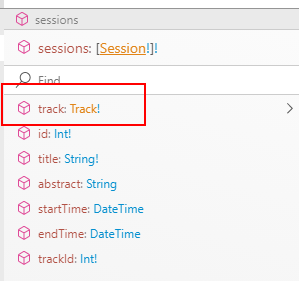 sessions
sessions: [Session!]!
Find
track: Track!
id: Int!
title: String!
abstract: String
startTime: DateTime
endTime: DateTime
trackId: Int!